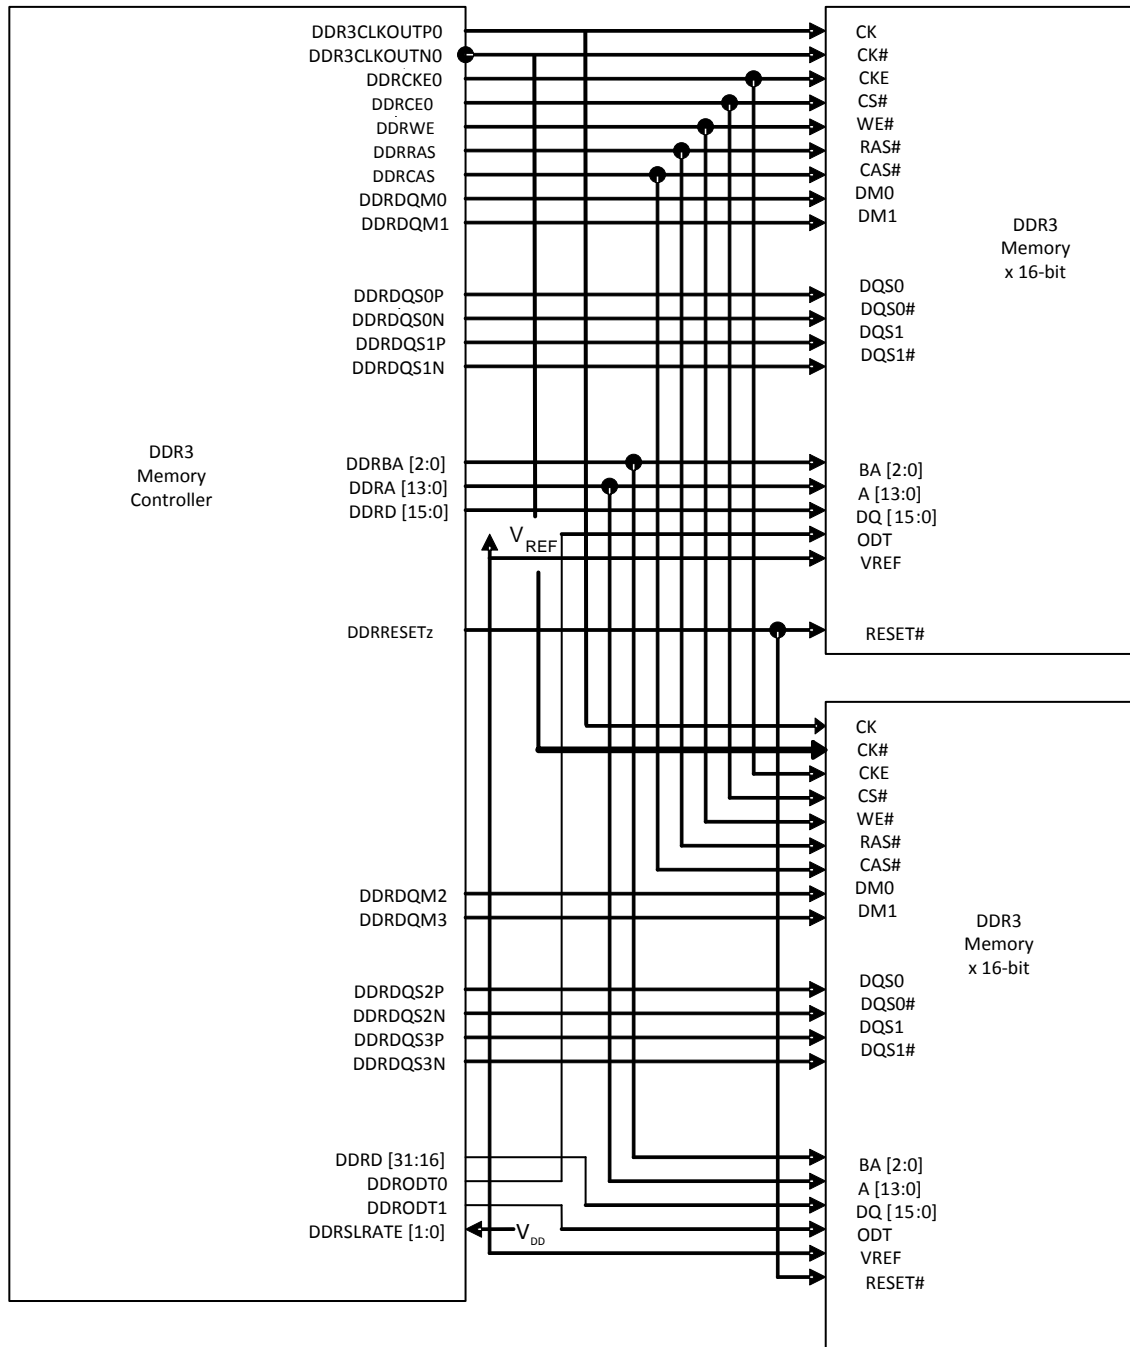 DDR3CLKOUTP0
CK
DDR3CLKOUTN0
CK#
DDRCKE0
CKE
DDRCE0
CS#
DDRWE
WE#
DDRRAS
RAS#
DDRCAS
CAS#
DDRDQM0
DM0
DDRDQM1
DM1
DDR3
Memory
x 16-bit
DDRDQS0P
DQS0
DDRDQS0N
DQS0#
DDRDQS1P
DQS1
DDRDQS1N
DQS1#
DDR3
Memory
Controller
DDRBA [2:0]
BA [2:0]
DDRA [13:0]
A [13:0]
DDRD [15:0]
DQ [15:0]
VREF
ODT
VREF
DDRRESETz
RESET#
CK
CK#
CKE
CS#
WE#
RAS#
CAS#
DDRDQM2
DM0
DDRDQM3
DM1
DDR3
Memory
x 16-bit
DDRDQS2P
DQS0
DDRDQS2N
DQS0#
DDRDQS3P
DQS1
DDRDQS3N
DQS1#
DDRD [31:16]
BA [2:0]
DDRODT0
A [13:0]
DDRODT1
DQ [15:0]
DDRSLRATE [1:0]
VDD
ODT
VREF
RESET#